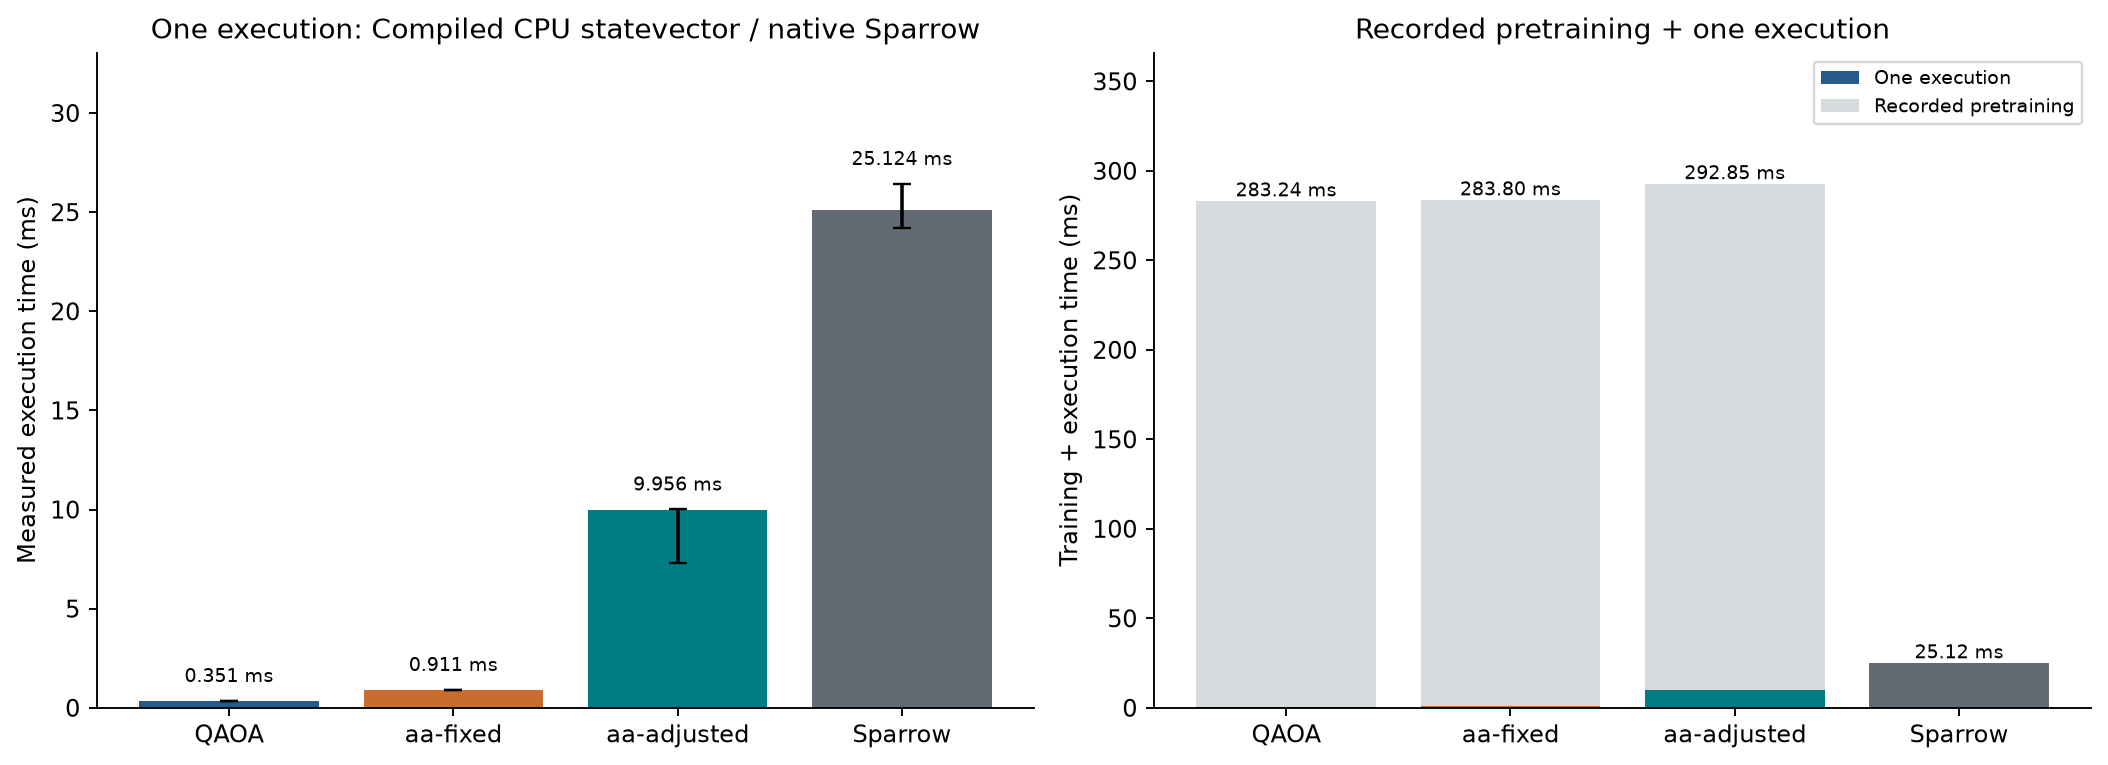 One execution: Compiled CPU statevector / native Sparrow
Measured execution time (ms)
30
25
20
15
10
5
0
0.351 ms
0.911 ms
9.956 ms
25.124 ms
QAOA
aa-fixed
aa-adjusted
Sparrow
Recorded pretraining + one execution
Training + execution time (ms)
350
300
250
200
150
100
50
0
One execution
Recorded pretraining
283.24 ms
283.80 ms
292.85 ms
25.12 ms
QAOA
aa-fixed
aa-adjusted
Sparrow